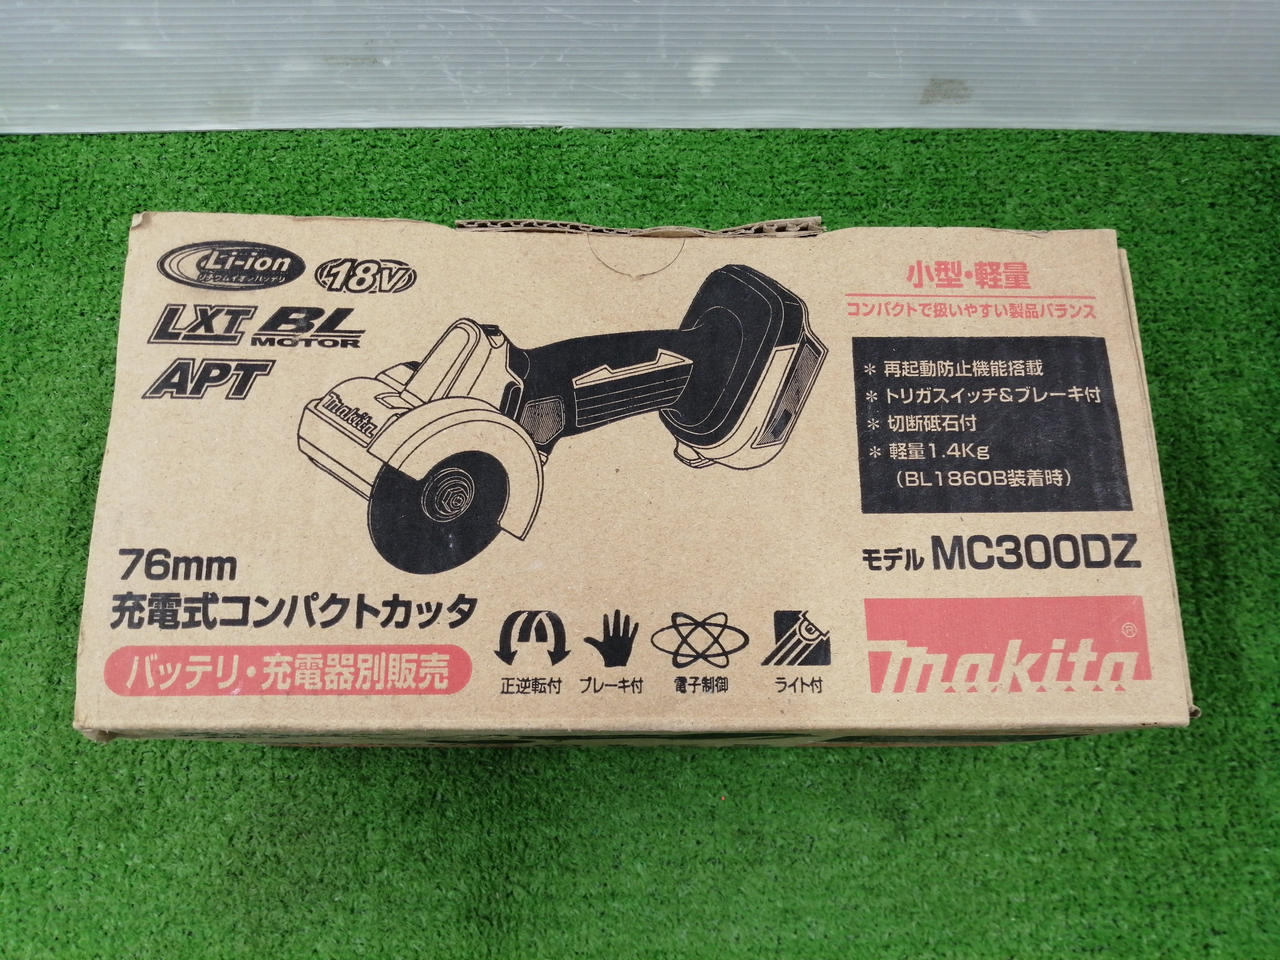 Li-ion
リチウムイオンバッテリ
18V
LXT BL MOTOR
APT
makita
小型・軽量
コンパクトで扱いやすい製品バランス
* 再起動防止機能搭載
* トリガスイッチ&ブレーキ付
* 切断砥石付
* 軽量1.4Kg
(BL1860B装着時)
モデル MC300DZ
76mm
充電式コンパクトカッタ
バッテリ・充電器別販売
正逆転付 ブレーキ付 電子制御 ライト付
makita®